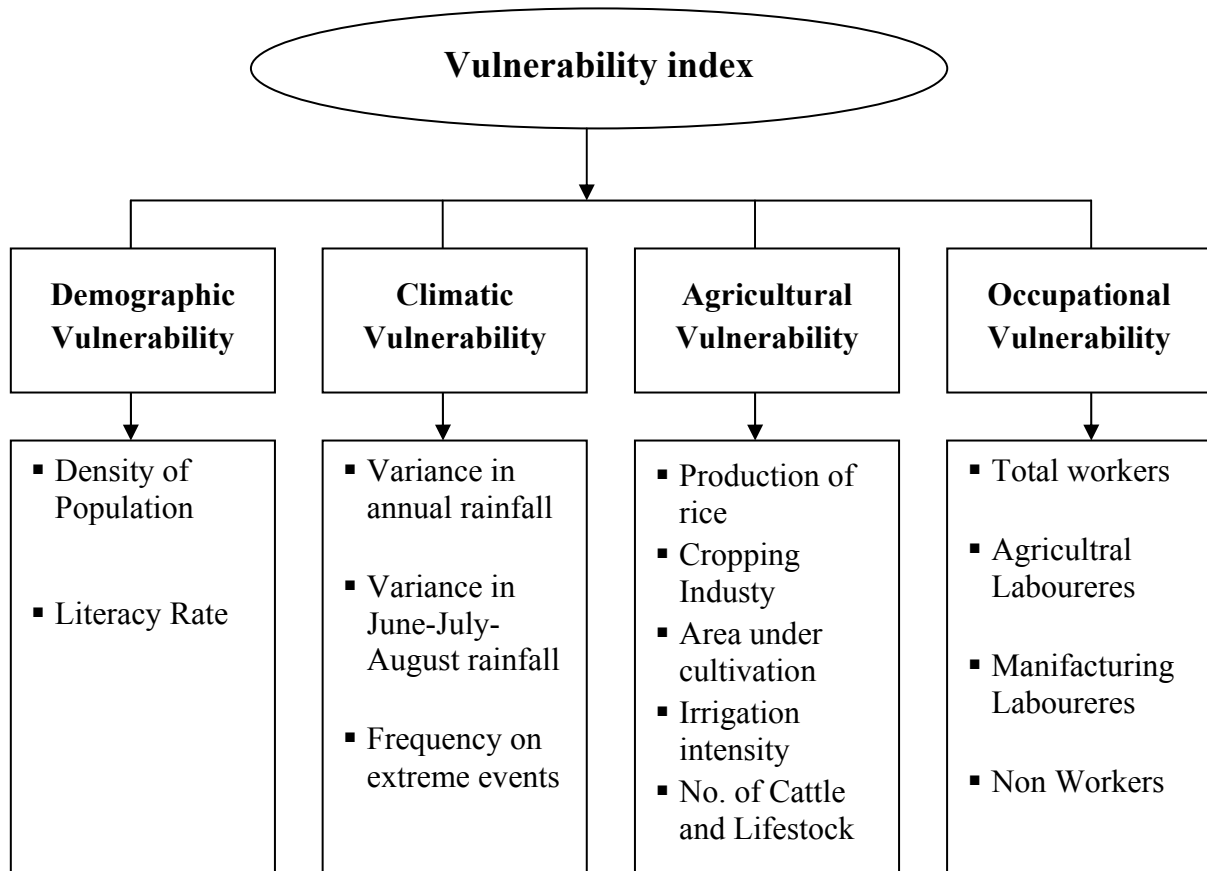 Vulnerability index
Demographic
Vulnerability
Climatic
Vulnerability
Agricultural
Vulnerability
Occupational
Vulnerability
▪ Density of
Population
▪ Literacy Rate
▪ Variance in
annual rainfall
▪ Variance in
June-July-
August rainfall
▪ Frequency on
extreme events
▪ Production of
rice
▪ Cropping
Industy
▪ Area under
cultivation
▪ Irrigation
intensity
▪ No. of Cattle
and Lifestock
▪ Total workers
▪ Agricultral
Laboureres
▪ Manifacturing
Laboureres
▪ Non Workers